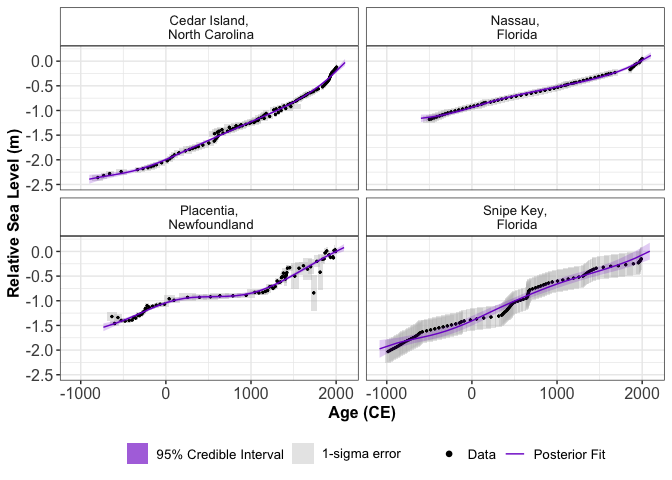 Cedar Island,
North Carolina
Nassau,
Florida
0.0
-0.5
-1.0
-1.5
-2.0
-2.5
Placentia,
Newfoundland
Snipe Key,
Florida
0.0
-0.5
-1.0
-1.5
-2.0
-2.5
Relative Sea Level (m)
-1000 0 1000 2000 -1000 0 1000 2000
Age (CE)
95% Credible Interval 1-sigma error Data Posterior Fit